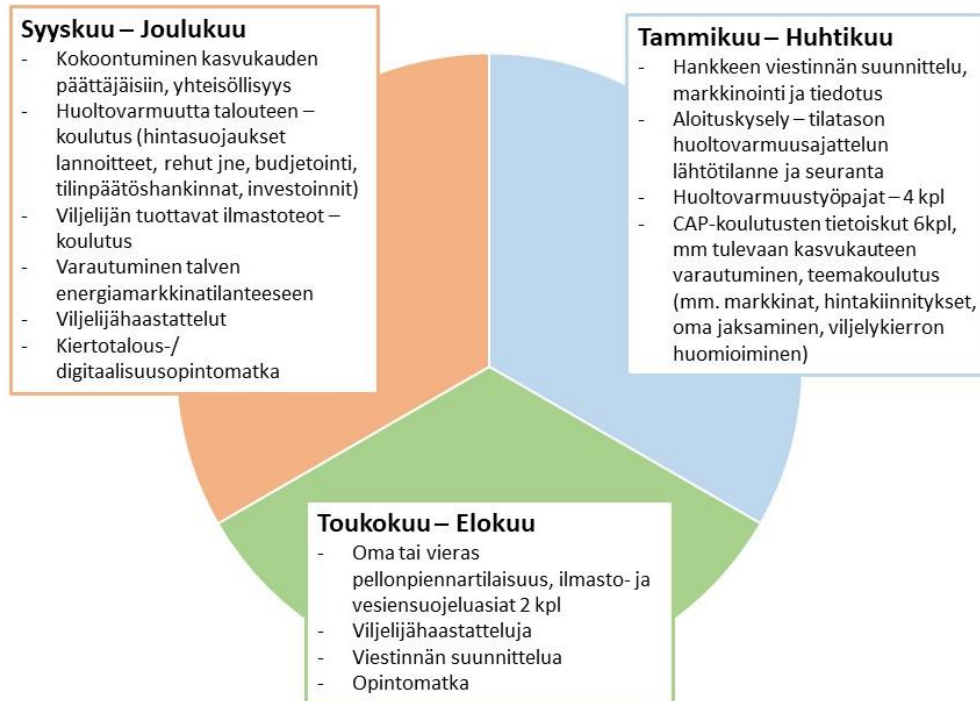 Syyskuu – Joulukuu
- Kokoontuminen kasvukauden
päättäjäisiin, yhteisöllisyys
- Huoltovarmuutta talouteen –
koulutus (hintasuojaukset
lannoitteet, rehut jne, budjetointi,
tilinpäätöshankinnat, investoinnit)
- Viljelijän tuottavat ilmastoteot –
koulutus
- Varautuminen talven
energiamarkkinatilanteeseen
- Viljelijähaastattelut
- Kiertotalous-/
digitaalisuusopintomatka
Tammikuu – Huhtikuu
- Hankkeen viestinnän suunnittelu,
markkinointi ja tiedotus
- Aloituskysely – tilatason
huoltovarmuusajattelun
lähtötilanne ja seuranta
- Huoltovarmuustyöpajat – 4 kpl
- CAP-koulutusten tietoiskut 6kpl,
mm tulevaan kasvukauteen
varautuminen, teemakoulutus
(mm. markkinat, hintakiinnitykset,
oma jaksaminen, viljelykierron
huomioiminen)
Toukokuu – Elokuu
- Oma tai vieras
pellonpiennartilaisuus, ilmasto- ja
vesiensuojeluasiat 2 kpl
- Viljelijähaastatteluja
- Viestinnän suunnittelua
- Opintomatka